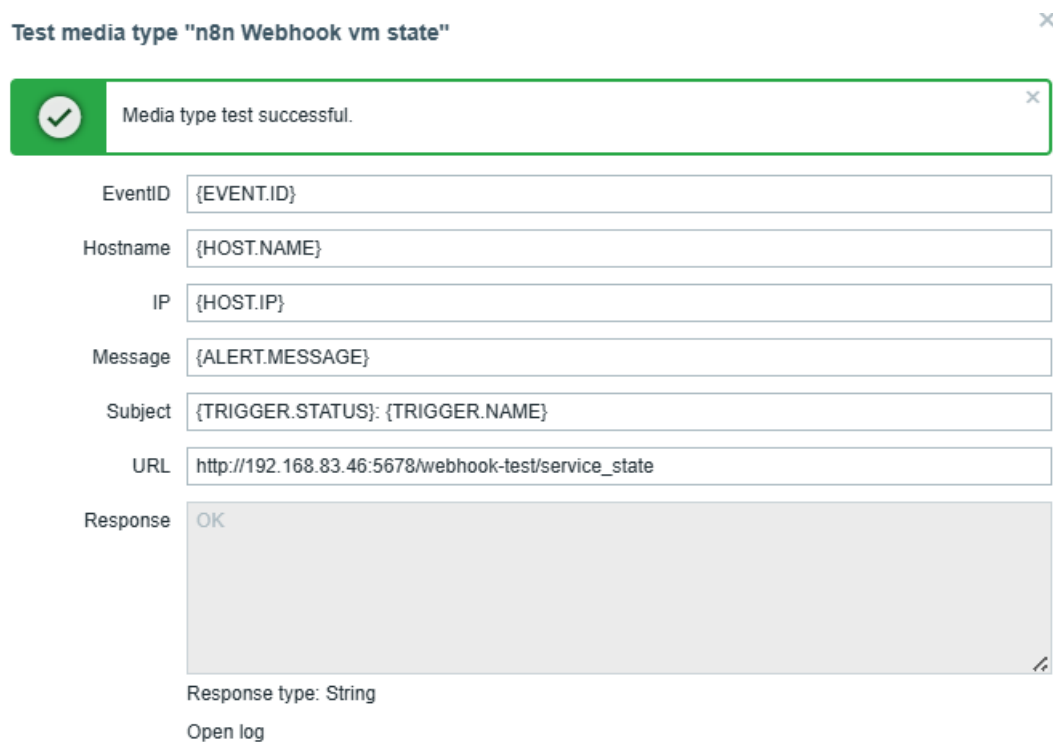 Test media type "n8n Webhook vm state"
Media type test successful.
EventID {EVENT.ID}
Hostname {HOST.NAME}
IP {HOST.IP}
Message {ALERT.MESSAGE}
Subject {TRIGGER.STATUS}: {TRIGGER.NAME}
URL http://192.168.83.46:5678/webhook-test/service_state
Response OK
Response type: String
Open log